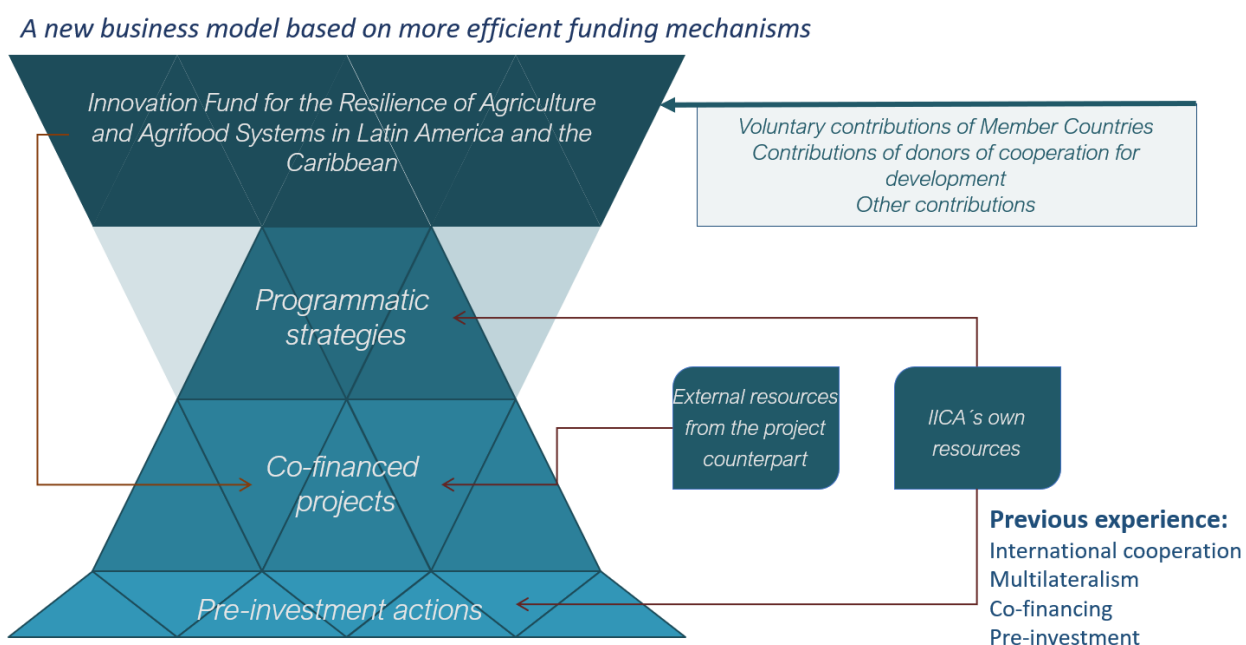 A new business model based on more efficient funding mechanisms
Innovation Fund for the Resilience of Agriculture
and Agrifood Systems in Latin America and the
Caribbean
Voluntary contributions of Member Countries
Contributions of donors of cooperation for
development
Other contributions
Programmatic
strategies
External resources
from the project
counterpart
IICA´s own
resources
Co-financed
projects
Previous experience:
International cooperation
Multilateralism
Co-financing
Pre-investment
Pre-investment actions